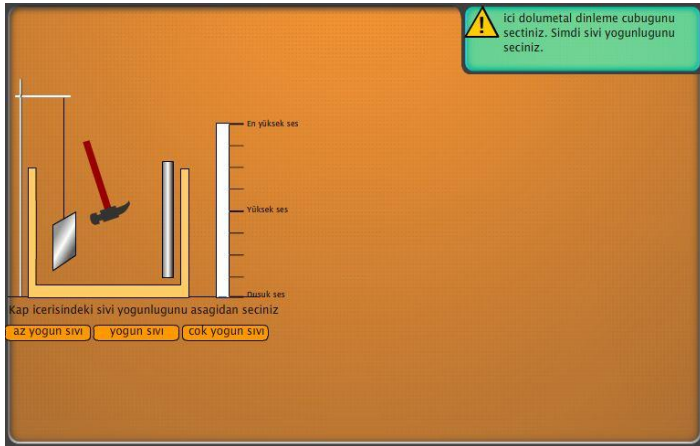 ici dolumetal dinleme cubugunu
sectiniz. Simdi sivi yogunlugunu
seciniz.
En yüksek ses
Yüksek ses
Dusuk ses
Kap icerisindeki sivi yogunlugunu asagidan seciniz
az yogun sıvı yogun sıvı cok yogun sıvı